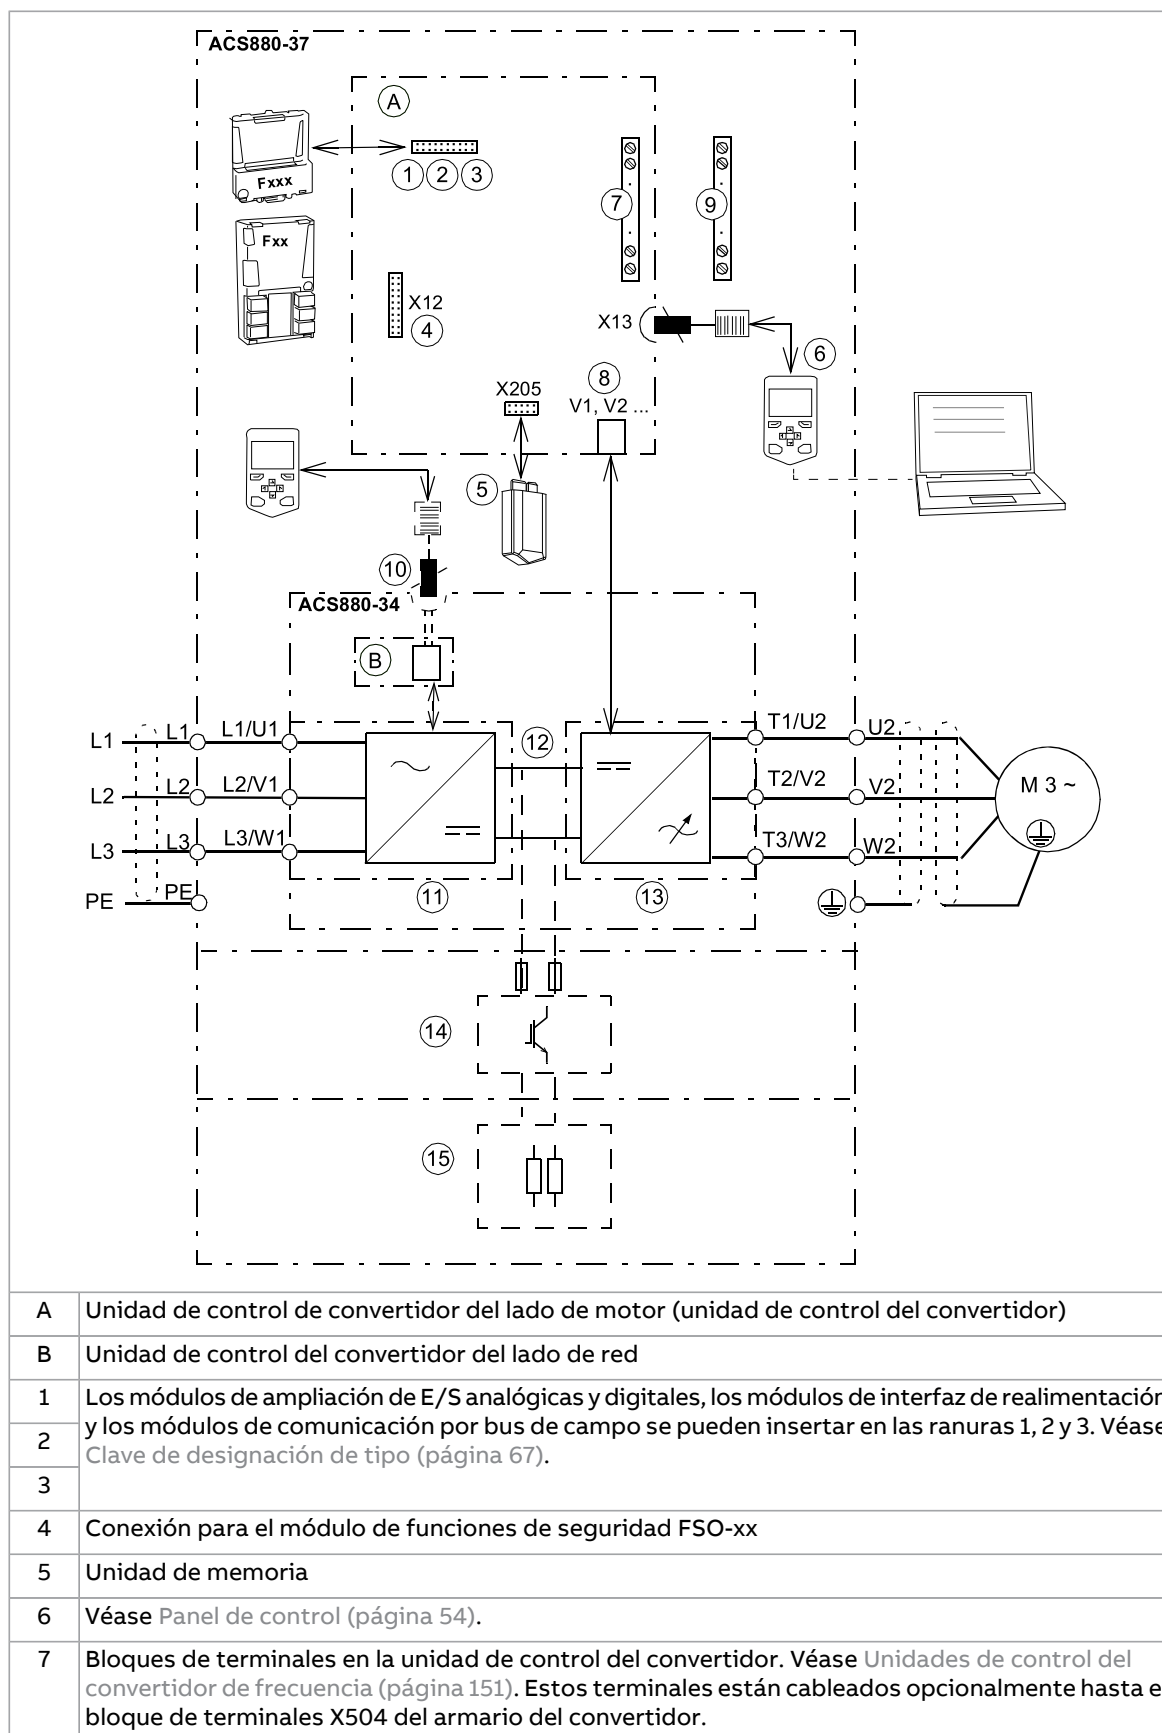 ACS880-37
A
Fxxx
1 2 3
7
9
Fxx
X12
4
X13
6
8
X205
V1, V2 ...
5
10
ACS880-34
B
L1 L1 L1/U1
12
T1/U2 U2
L2 L2 L2/V1
T2/V2 V2
M 3 ~
L3 L3 L3/W1
T3/W2 W2
PE PE
11
13
14
15
A Unidad de control de convertidor del lado de motor (unidad de control del convertidor)
B Unidad de control del convertidor del lado de red
1 Los módulos de ampliación de E/S analógicas y digitales, los módulos de interfaz de realimentación
2 y los módulos de comunicación por bus de campo se pueden insertar en las ranuras 1, 2 y 3. Véase
Clave de designación de tipo (página 67).
3
4 Conexión para el módulo de funciones de seguridad FSO-xx
5 Unidad de memoria
6 Véase Panel de control (página 54).
7 Bloques de terminales en la unidad de control del convertidor. Véase Unidades de control del
convertidor de frecuencia (página 151). Estos terminales están cableados opcionalmente hasta e
bloque de terminales X504 del armario del convertidor.